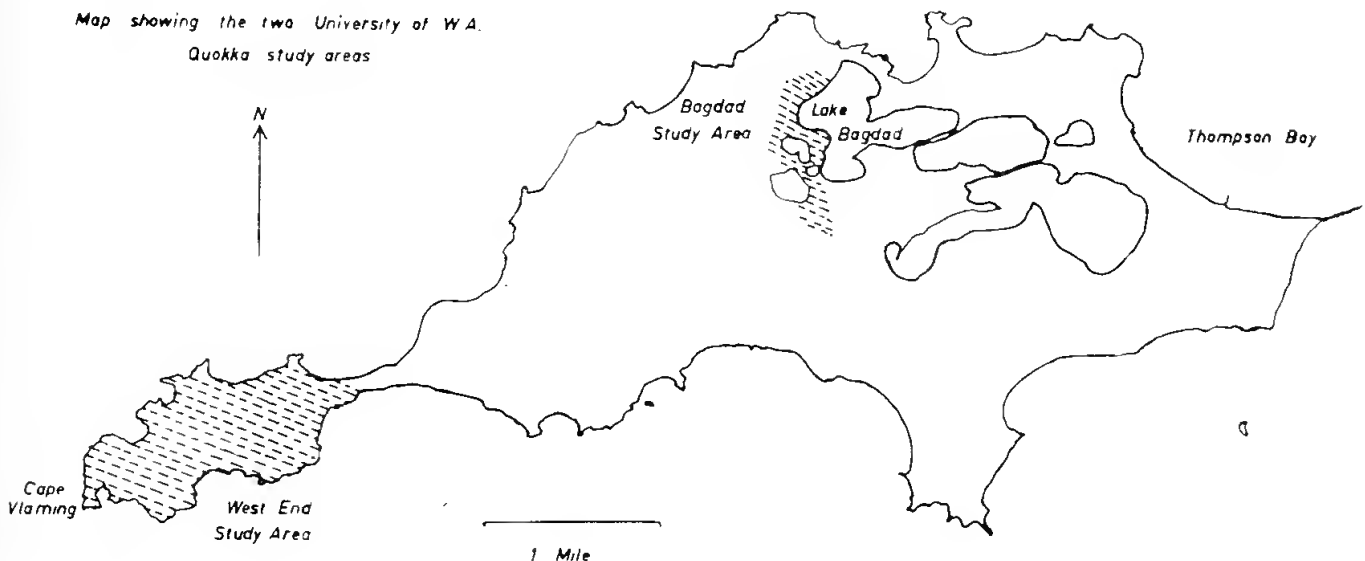 Map showing the two University of W.A.
Quokka study areas
N
Bagdad
Study Area
Lake
Bagdad
Thompson Bay
Cape
Vlaming
West End
Study Area
1 Mile